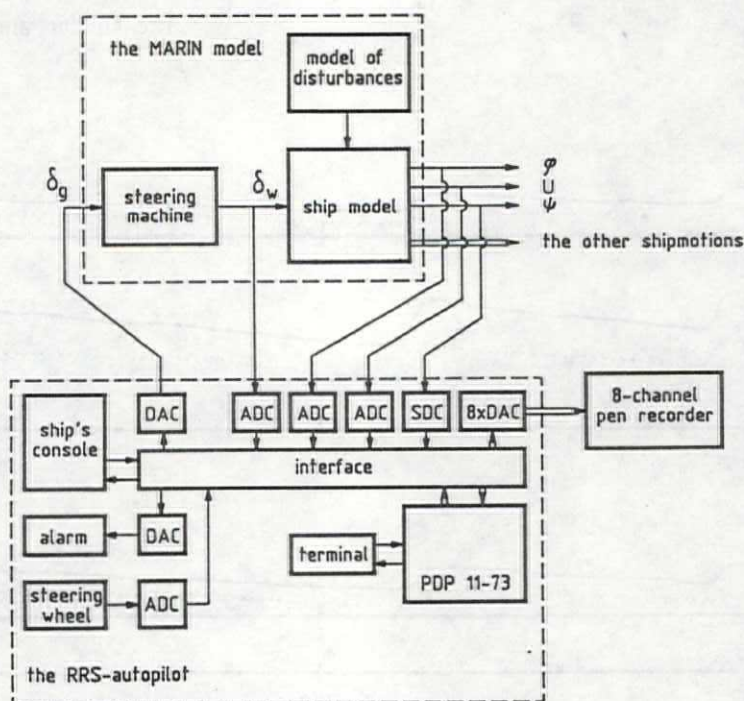 the MARIN model
model of
disturbances
δg
steering
machine
δw
ship model
φ
U
ψ
the other shipmotions
ship's
console
DAC
ADC
ADC
ADC
SDC
8xDAC
8-channel
pen recorder
interface
alarm
DAC
terminal
PDP 11-73
steering
wheel
ADC
the RRS-autopilot